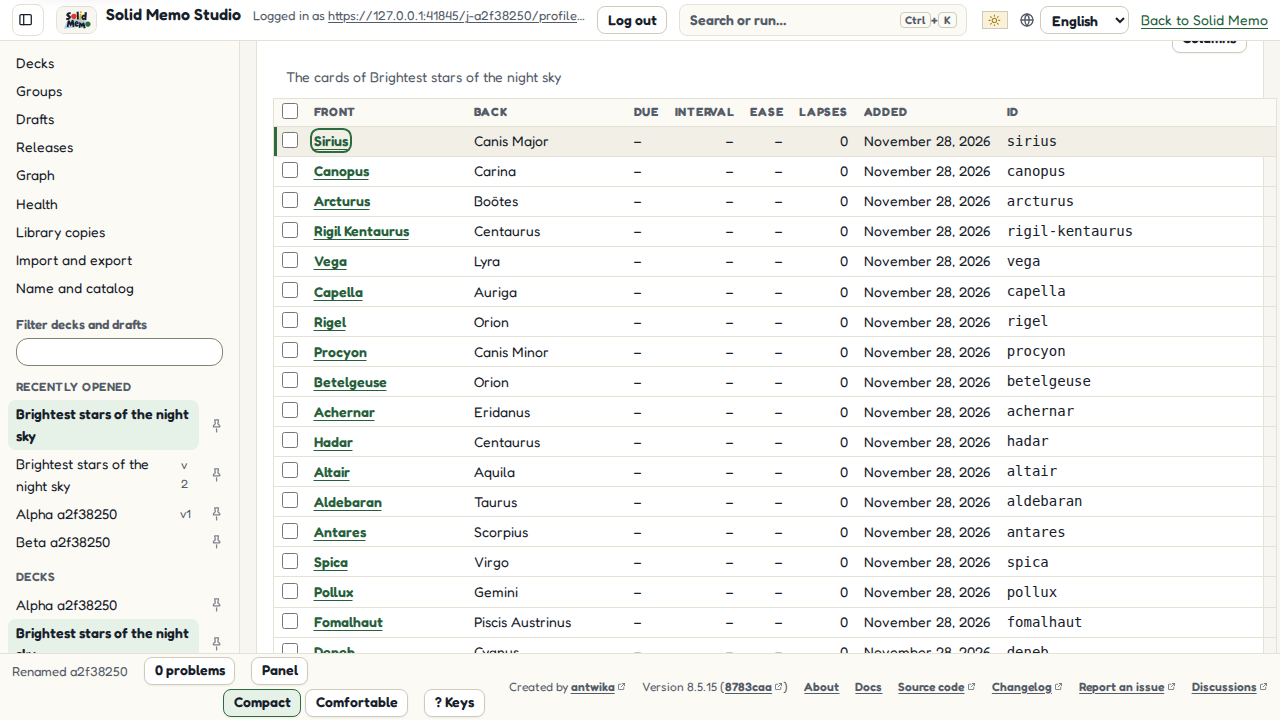 Solid Memo
Solid Memo Studio
Logged in as https://127.0.0.1:41845/j-a2f38250/profile…
Log out
Search or run...
Ctrl+K
English
Back to Solid Memo
Decks
Groups
Drafts
Releases
Graph
Health
Library copies
Import and export
Name and catalog
Filter decks and drafts
RECENTLY OPENED
Brightest stars of the night sky
Brightest stars of the night sky v2
Alpha a2f38250 v1
Beta a2f38250
DECKS
Alpha a2f38250
Brightest stars of the night
The cards of Brightest stars of the night sky
FRONT BACK DUE INTERVAL EASE LAPSES ADDED ID
Sirius Canis Major – – – 0 November 28, 2026 sirius
Canopus Carina – – – 0 November 28, 2026 canopus
Arcturus Boötes – – – 0 November 28, 2026 arcturus
Rigil Kentaurus Centaurus – – – 0 November 28, 2026 rigil-kentaurus
Vega Lyra – – – 0 November 28, 2026 vega
Capella Auriga – – – 0 November 28, 2026 capella
Rigel Orion – – – 0 November 28, 2026 rigel
Procyon Canis Minor – – – 0 November 28, 2026 procyon
Betelgeuse Orion – – – 0 November 28, 2026 betelgeuse
Achernar Eridanus – – – 0 November 28, 2026 achernar
Hadar Centaurus – – – 0 November 28, 2026 hadar
Altair Aquila – – – 0 November 28, 2026 altair
Aldebaran Taurus – – – 0 November 28, 2026 aldebaran
Antares Scorpius – – – 0 November 28, 2026 antares
Spica Virgo – – – 0 November 28, 2026 spica
Pollux Gemini – – – 0 November 28, 2026 pollux
Fomalhaut Piscis Austrinus – – – 0 November 28, 2026 fomalhaut
Deneb Cygnus – – – 0 November 28, 2026 deneb
Renamed a2f38250
0 problems
Panel
Compact
Comfortable
? Keys
Created by antwika
Version 8.5.15 (8783caa)
About
Docs
Source code
Changelog
Report an issue
Discussions